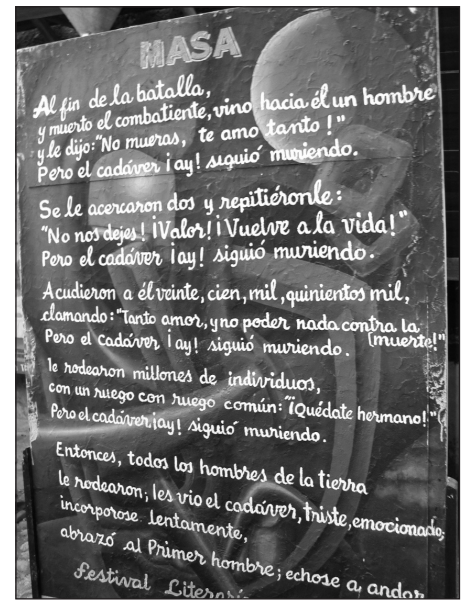 MASA
Al fin de la batalla,
y muerto el combatiente, vino hacia él un hombre
y le dijo: "No mueras, te amo tanto!"
Pero el cadáver ¡ay! siguió muriendo.
Se le acercaron dos y repitiéronle:
"No nos dejes! ¡Valor! ¡Vuelve a la vida!"
Pero el cadáver ¡ay! siguió muriendo.
Acudieron a él veinte, cien, mil, quinientos mil,
clamando: "Tanto amor, y no poder nada contra la
(muerte!"
Pero el cadáver ¡ay! siguió muriendo.
le rodearon millones de individuos,
con un ruego con ruego común: "¡Quédate hermano!"
Pero el cadáver ¡ay! siguió muriendo.
Entonces, todos los hombres de la tierra
le rodearon; les vio el cadáver, triste, emocionado;
incorporose lentamente,
abrazó al Primer hombre; echose a andar
Festival